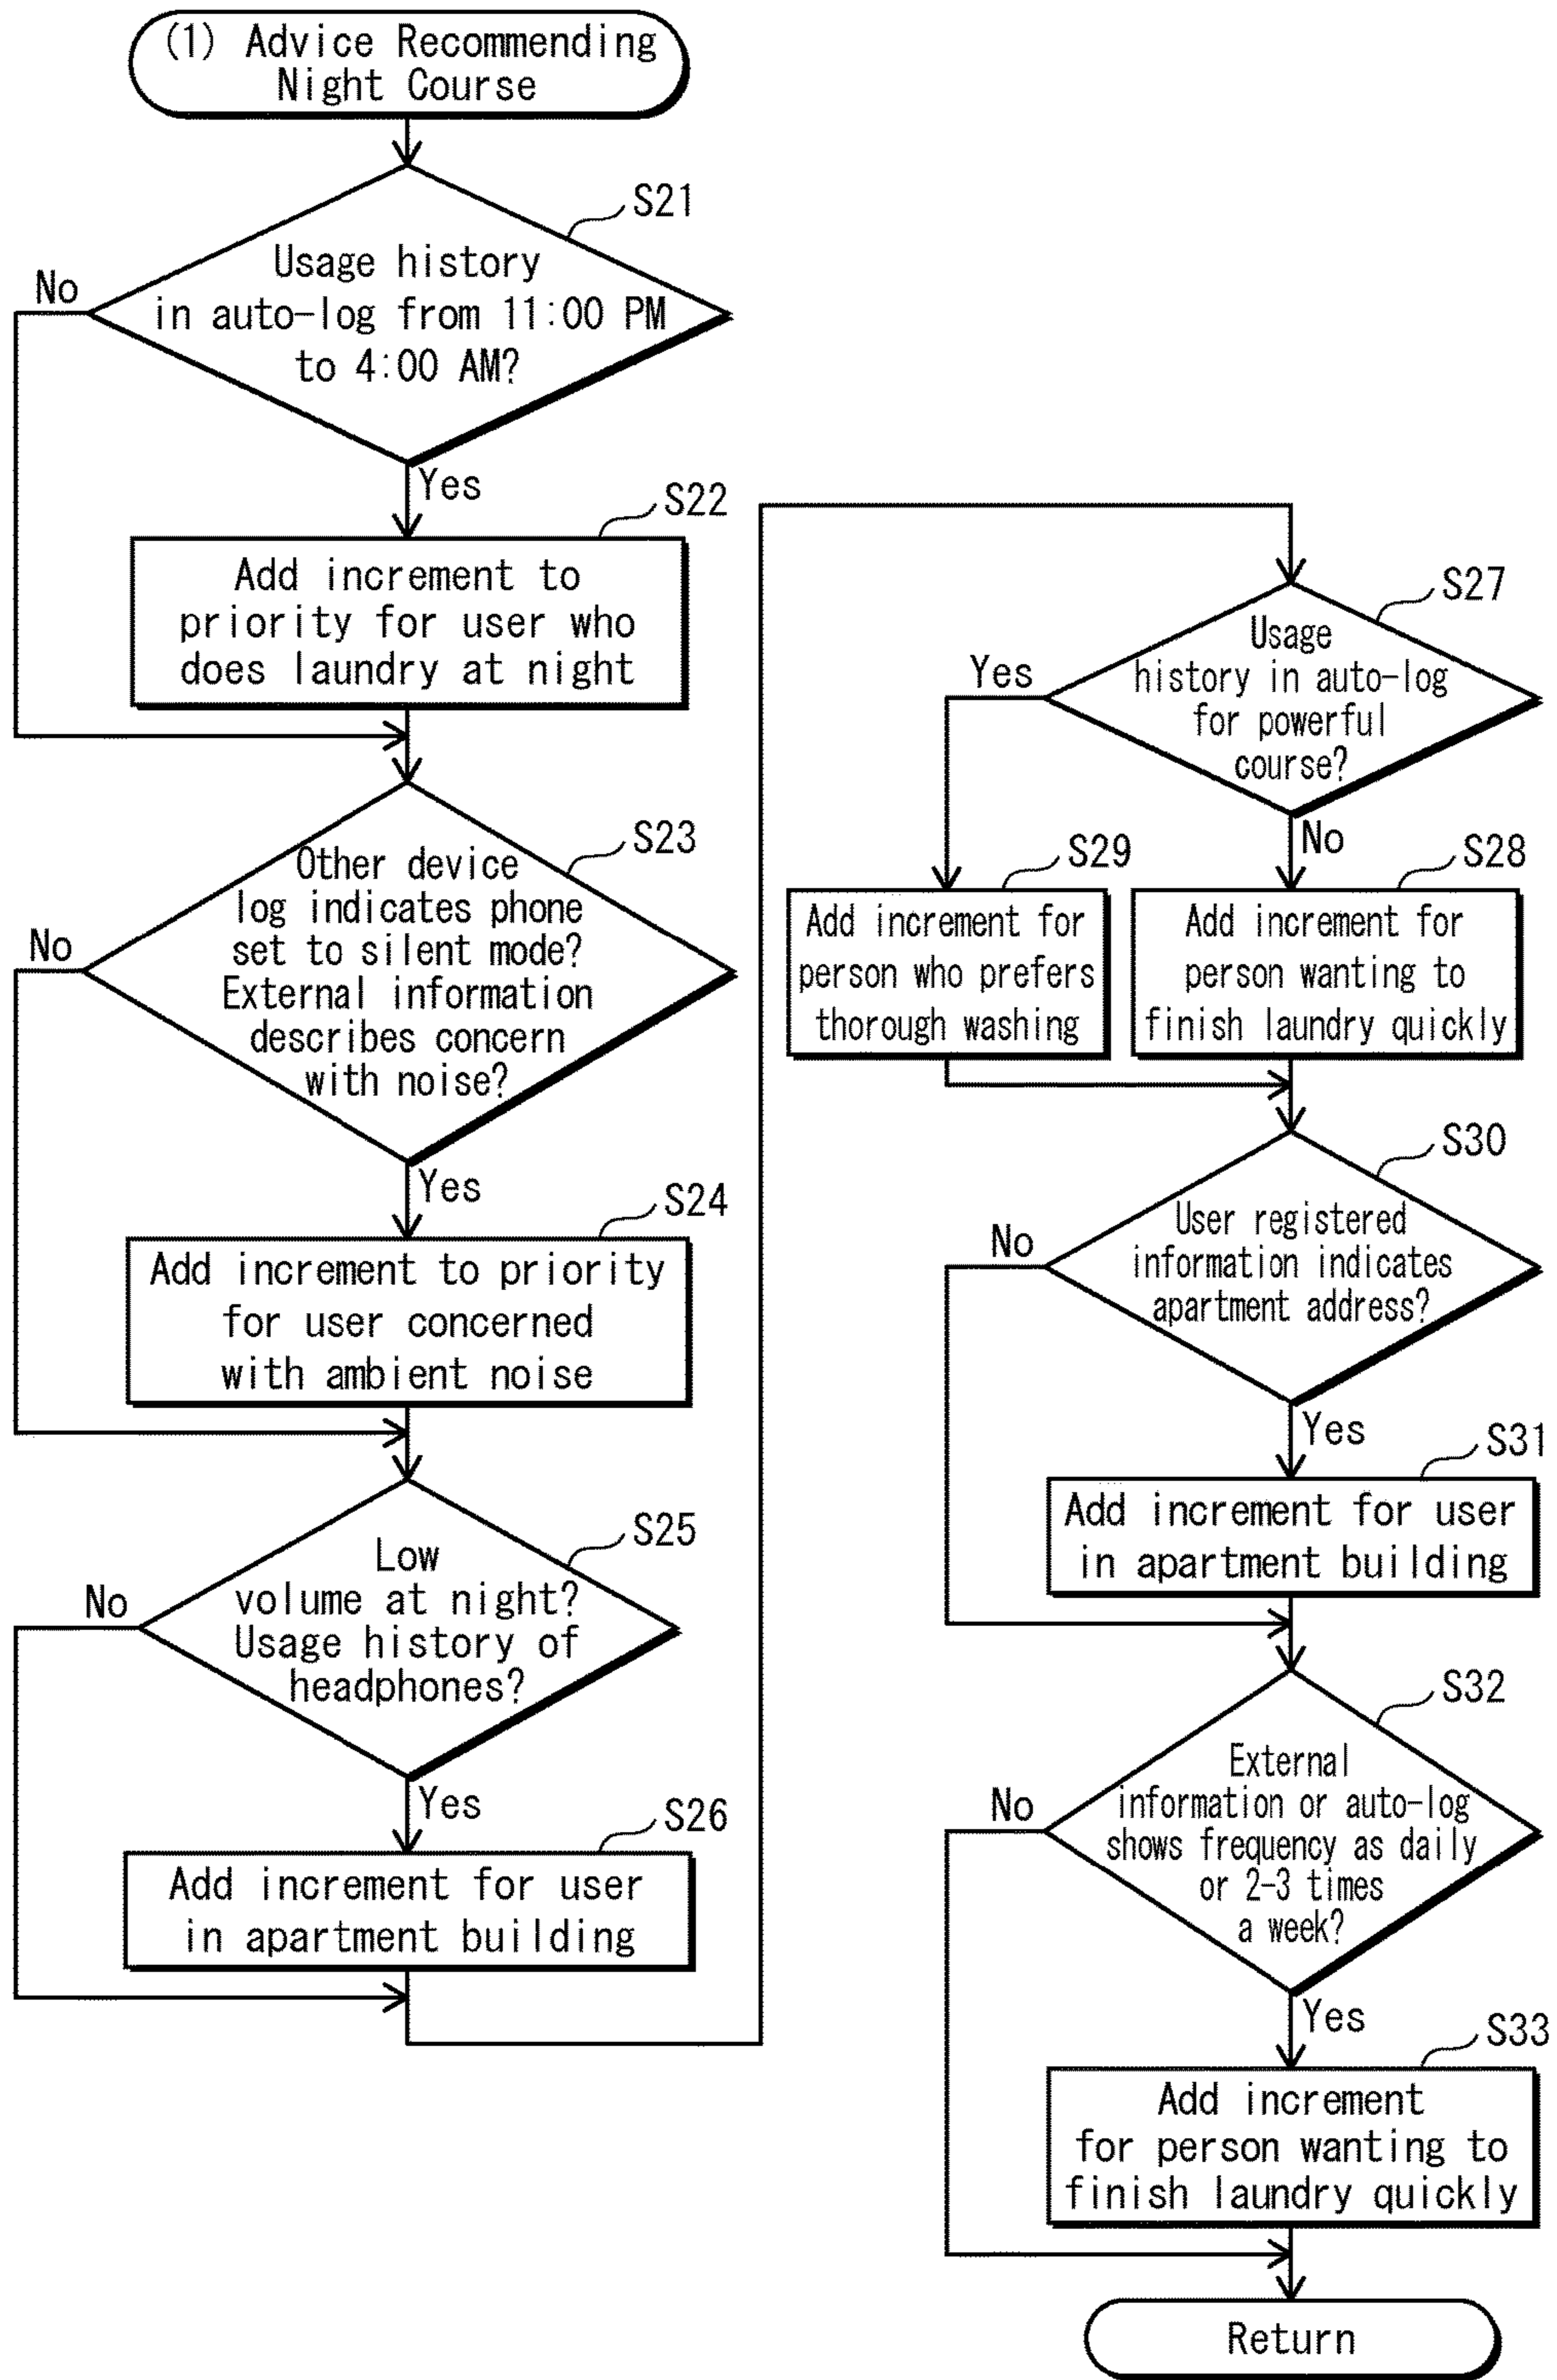 (1) Advice Recommending
Night Course
S21
Usage history
in auto-log from 11:00 PM
to 4:00 AM?
No
Yes
S22
Add increment to
priority for user who
does laundry at night
S23
Other device
log indicates phone
set to silent mode?
External information
describes concern
with noise?
No
Yes
S24
Add increment to priority
for user concerned
with ambient noise
S25
Low
volume at night?
Usage history of
headphones?
No
Yes
S26
Add increment for user
in apartment building
S27
Usage
history in auto-log
for powerful
course?
Yes
No
S29
Add increment for
person who prefers
thorough washing
S28
Add increment for
person wanting to
finish laundry quickly
S30
User registered
information indicates
apartment address?
No
Yes
S31
Add increment for user
in apartment building
S32
External
information or auto-log
shows frequency as daily
or 2-3 times
a week?
No
Yes
S33
Add increment
for person wanting to
finish laundry quickly
Return